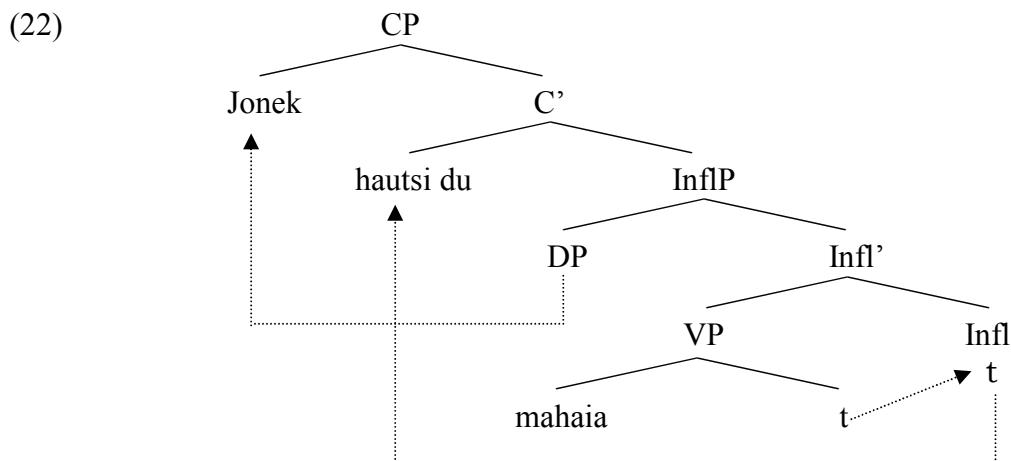 (22) CP
Jonek C’
hautsi du InflP
DP Infl’
VP Infl
t
mahaia t